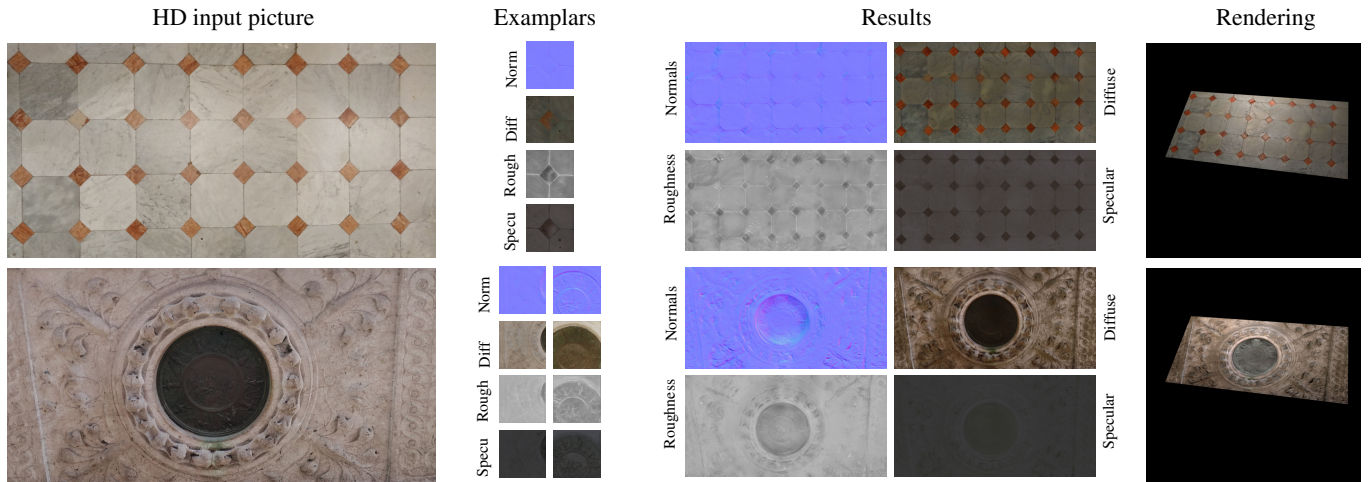 HD input picture
Examplars
Results
Rendering
Norm
Diff
Rough
Specu
Normals
Diffuse
Roughness
Specular
Norm
Diff
Rough
Specu
Normals
Diffuse
Roughness
Specular